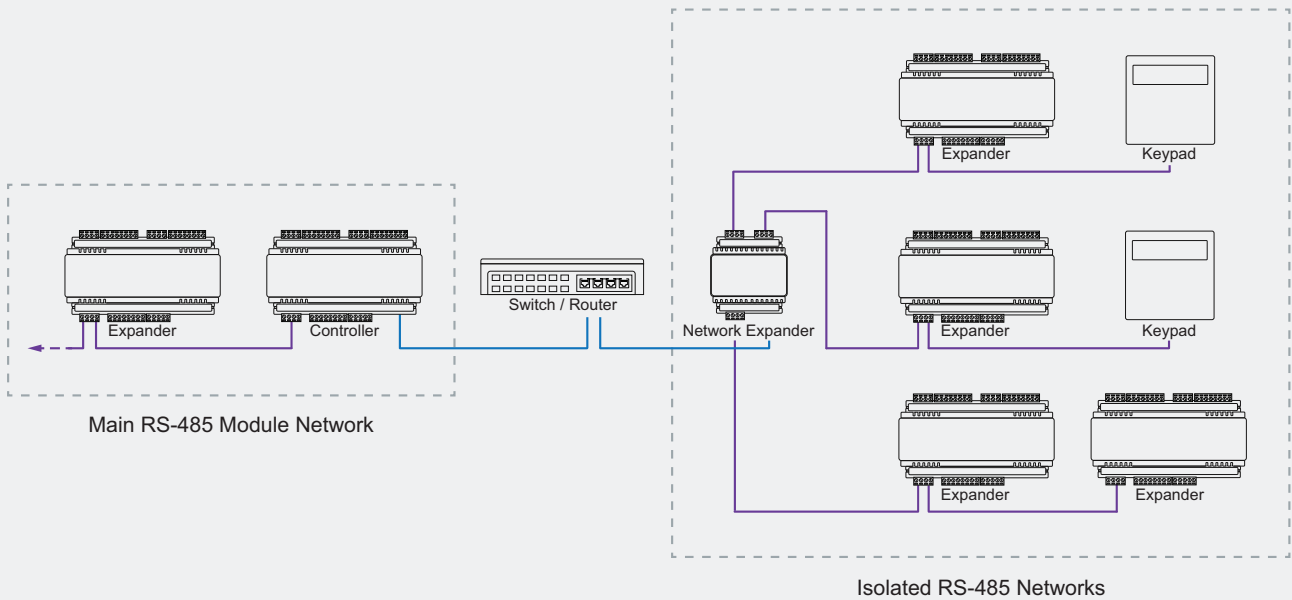 Expander
Keypad
Expander
Controller
Switch / Router
Network Expander
Expander
Keypad
Main RS-485 Module Network
Expander
Expander
Isolated RS-485 Networks